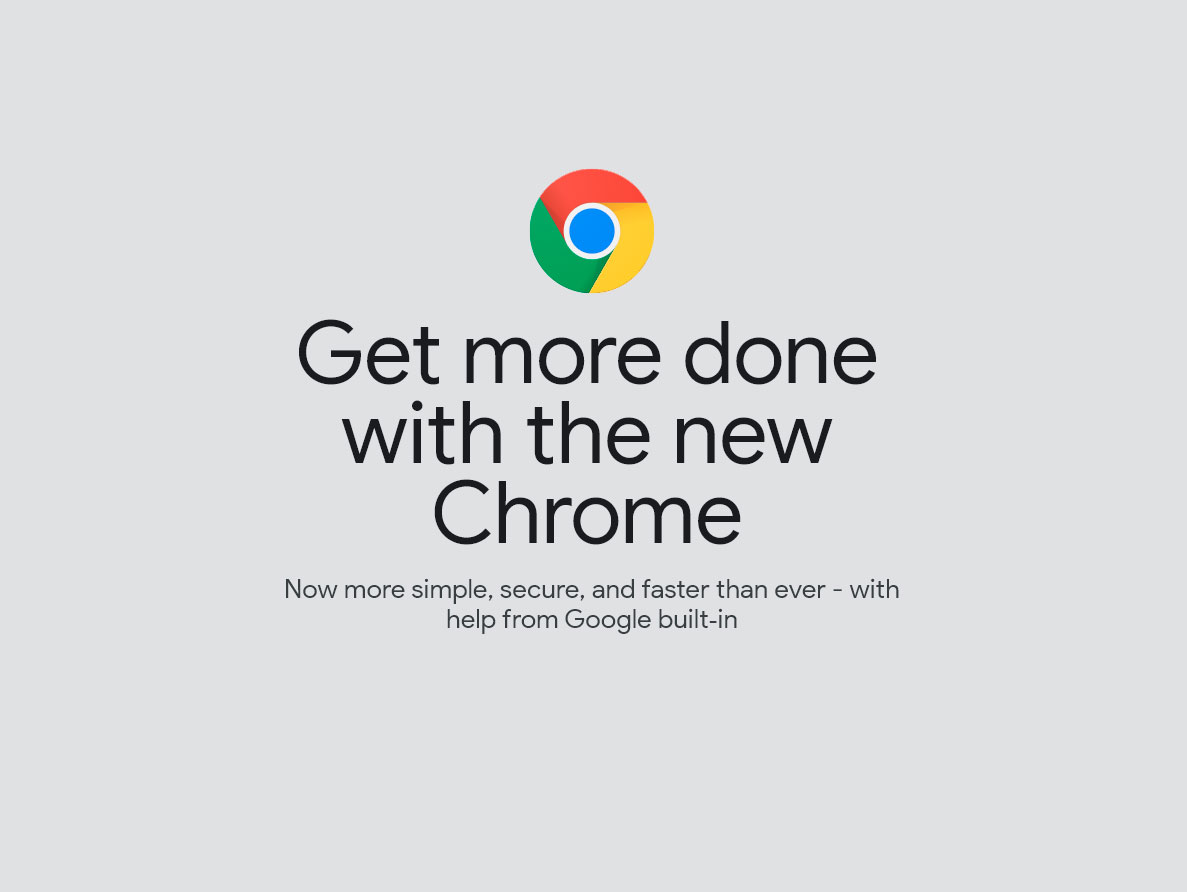 Get more done
with the new
Chrome
Now more simple, secure, and faster than ever - with
help from Google built-in